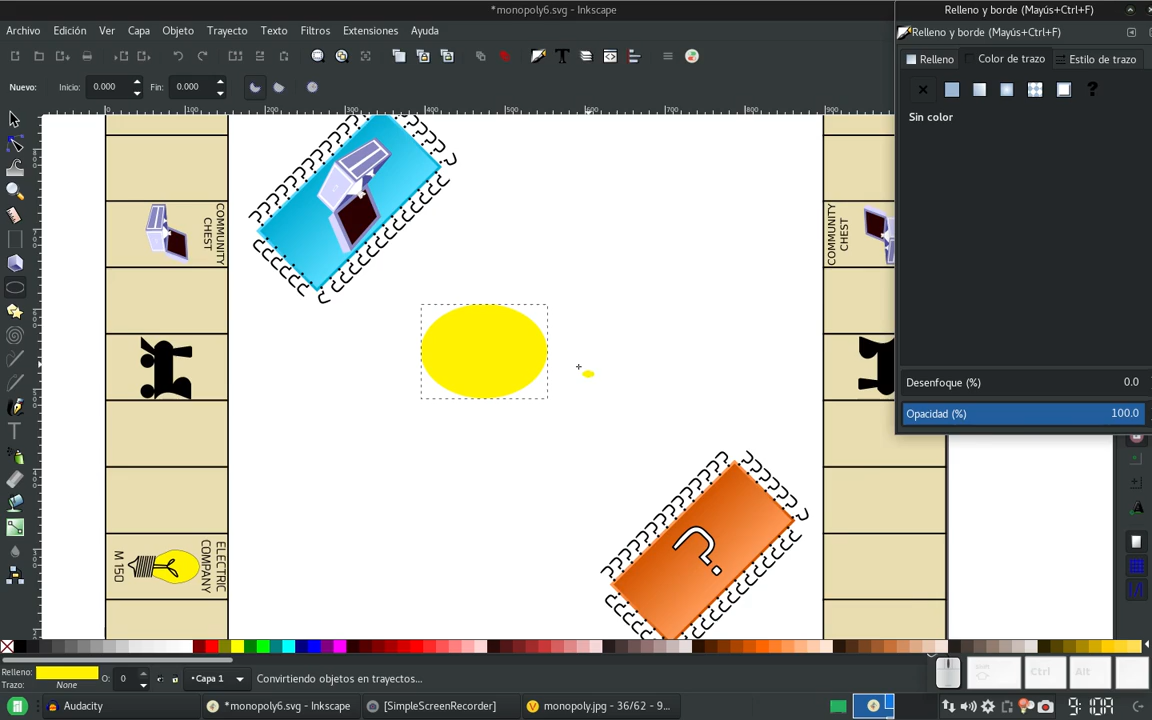 *monopoly6.svg - Inkscape
Relleno y borde (Mayús+Ctrl+F)
Archivo Edición Ver Capa Objeto Trayecto Texto Filtros Extensiones Ayuda
Relleno y borde (Mayús+Ctrl+F)
Relleno Color de trazo Estilo de trazo
Nuevo: Inicio: 0.000 Fin: 0.000
?
Sin color
COMMUNITY
CHEST
COMMUNITY
CHEST
Desenfoque (%) 0.0
Opacidad (%) 100.0
?
ELECTRIC
COMPANY
M 150
Relleno:
Trazo: None
O: 0
•Capa 1
Convirtiendo objetos en trayectos...
Ctrl Alt
Audacity
*monopoly6.svg - Inkscape
[SimpleScreenRecorder]
monopoly.jpg - 36/62 - 9...